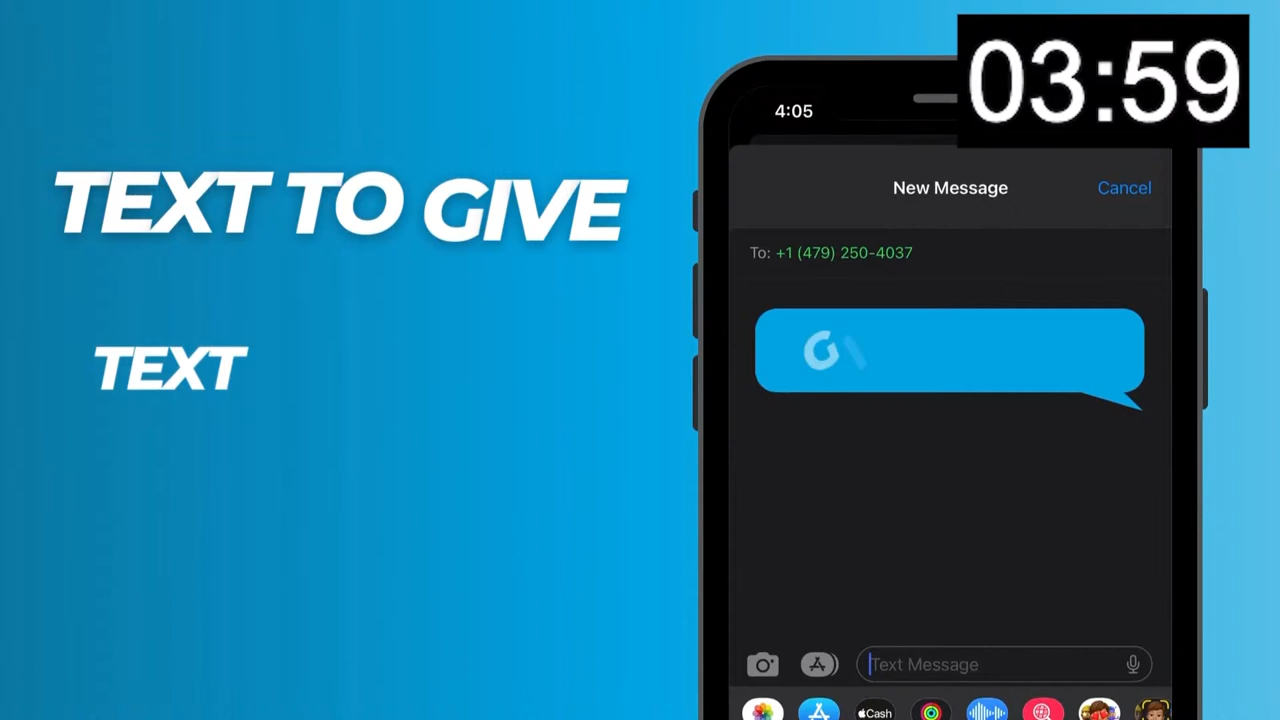 TEXT TO GIVE
TEXT
03:59
4:05
New Message
Cancel
To: +1 (479) 250-4037
G
Text Message
Cash